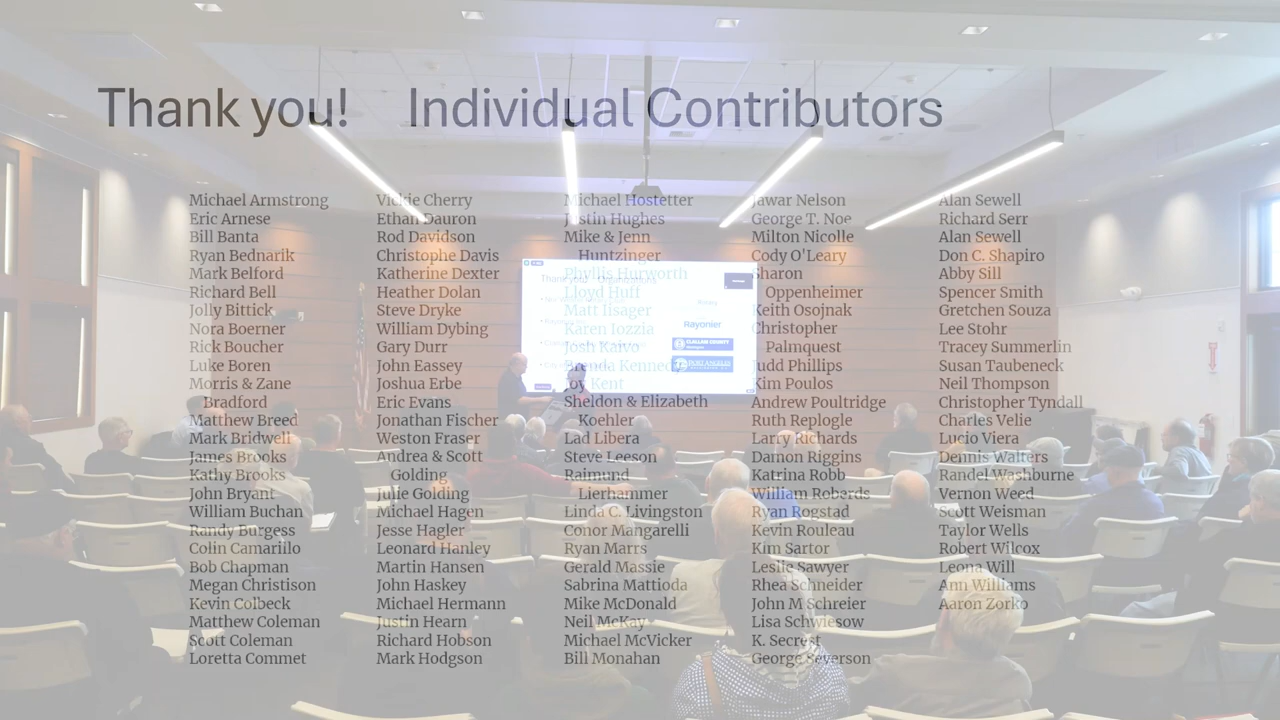 Thank you! Individual Contributors
Michael Armstrong
Eric Arnese
Bill Banta
Ryan Bednarik
Mark Belford
Richard Bell
Jolly Bittick
Nora Boerner
Rick Boucher
Luke Boren
Morris & Zane
Bradford
Matthew Breed
Mark Bridwell
James Brooks
Kathy Brooks
John Bryant
William Buchan
Randy Burgess
Colin Camarillo
Bob Chapman
Megan Christison
Kevin Colbeck
Matthew Coleman
Scott Coleman
Loretta Commet
Vickie Cherry
Ethan Dauron
Rod Davidson
Christophe Davis
Katherine Dexter
Heather Dolan
Steve Dryke
William Dybing
Gary Durr
John Eassey
Joshua Erbe
Eric Evans
Jonathan Fischer
Weston Fraser
Andrea & Scott
Golding
Julie Golding
Michael Hagen
Jesse Hagler
Leonard Hanley
Martin Hansen
John Haskey
Michael Hermann
Justin Hearn
Richard Hobson
Mark Hodgson
Michael Hostetter
Justin Hughes
Mike & Jenn
Huntzinger
Phyllis Hurworth
Lloyd Huff
Matt Iisager
Karen Iozzia
Josh Kaivo
Brenda Kennedy
Joy Kent
Sheldon & Elizabeth
Koehler
Lad Libera
Steve Leeson
Raimund
Lierhammer
Linda C. Livingston
Conor Mangarelli
Ryan Marrs
Gerald Massie
Sabrina Mattioda
Mike McDonald
Neil McKay
Michael McVicker
Bill Monahan
Jawar Nelson
George T. Noe
Milton Nicolle
Cody O'Leary
Sharon
Oppenheimer
Keith Osojnak
Christopher
Palmquest
Judd Phillips
Kim Poulos
Andrew Poultridge
Ruth Replogle
Larry Richards
Damon Riggins
Katrina Robb
William Robards
Ryan Rogstad
Kevin Rouleau
Kim Sartor
Leslie Sawyer
Rhea Schneider
John M Schreier
Lisa Schwiesow
K. Secrest
George Severson
Alan Sewell
Richard Serr
Alan Sewell
Don C. Shapiro
Abby Sill
Spencer Smith
Gretchen Souza
Lee Stohr
Tracey Summerlin
Susan Taubeneck
Neil Thompson
Christopher Tyndall
Charles Velie
Lucio Viera
Dennis Walters
Randel Washburne
Vernon Weed
Scott Weisman
Taylor Wells
Robert Wilcox
Leona Will
Ann Williams
Aaron Zorko
Thank you! Organizations
Rayonier
CLALLAM COUNTY
PORT ANGELES